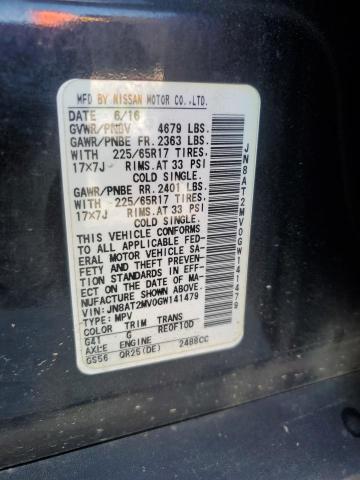 MFD BY NISSAN MOTOR CO.,LTD.
DATE 6/16
GVWR/PNBV 4679 LBS.
GAWR/PNBE FR. 2363 LBS.
WITH 225/65R17 TIRES,
17X7J RIMS.AT 33 PSI
COLD SINGLE.
GAWR/PNBE RR. 2401 LBS.
WITH 225/65R17 TIRES,
17X7J RIMS.AT 33 PSI
COLD SINGLE.
THIS VEHICLE CONFORMS
TO ALL APPLICABLE FED-
ERAL MOTOR VEHICLE SA-
FETY AND THEFT PREVEN-
TION STANDARDS IN EFF-
ECT ON THE DATE OF MA-
NUFACTURE SHOWN ABOVE.
VIN:JN8AT2MV0GW141479
TYPE:MPV
COLOR TRIM TRANS
G41 G RE0F10D
AXLE ENGINE
GS56 QR25(DE) 2488CC
JN8AT2MV0GW141479